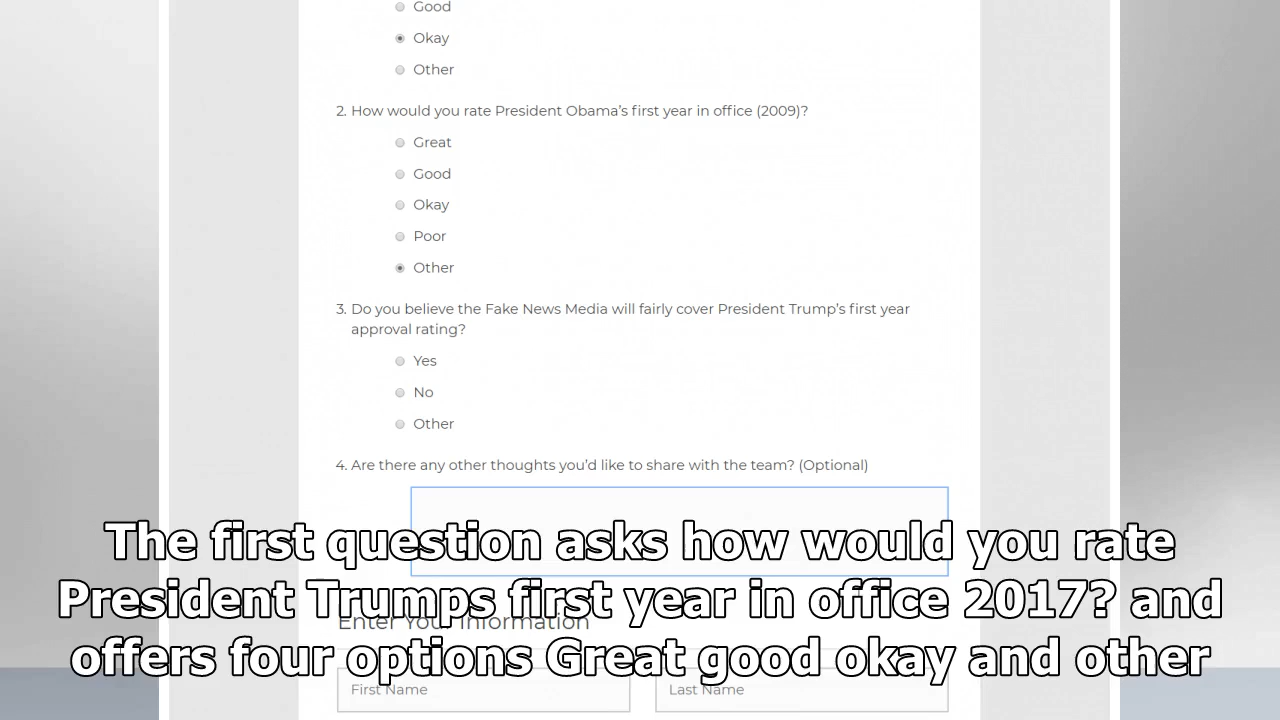 Good
Okay
Other
2. How would you rate President Obama’s first year in office (2009)?
Great
Good
Okay
Poor
Other
3. Do you believe the Fake News Media will fairly cover President Trump’s first year
approval rating?
Yes
No
Other
4. Are there any other thoughts you’d like to share with the team? (Optional)
The first question asks how would you rate
President Trumps first year in office 2017? and
offers four options Great good okay and other
Enter Your Information
First Name
Last Name